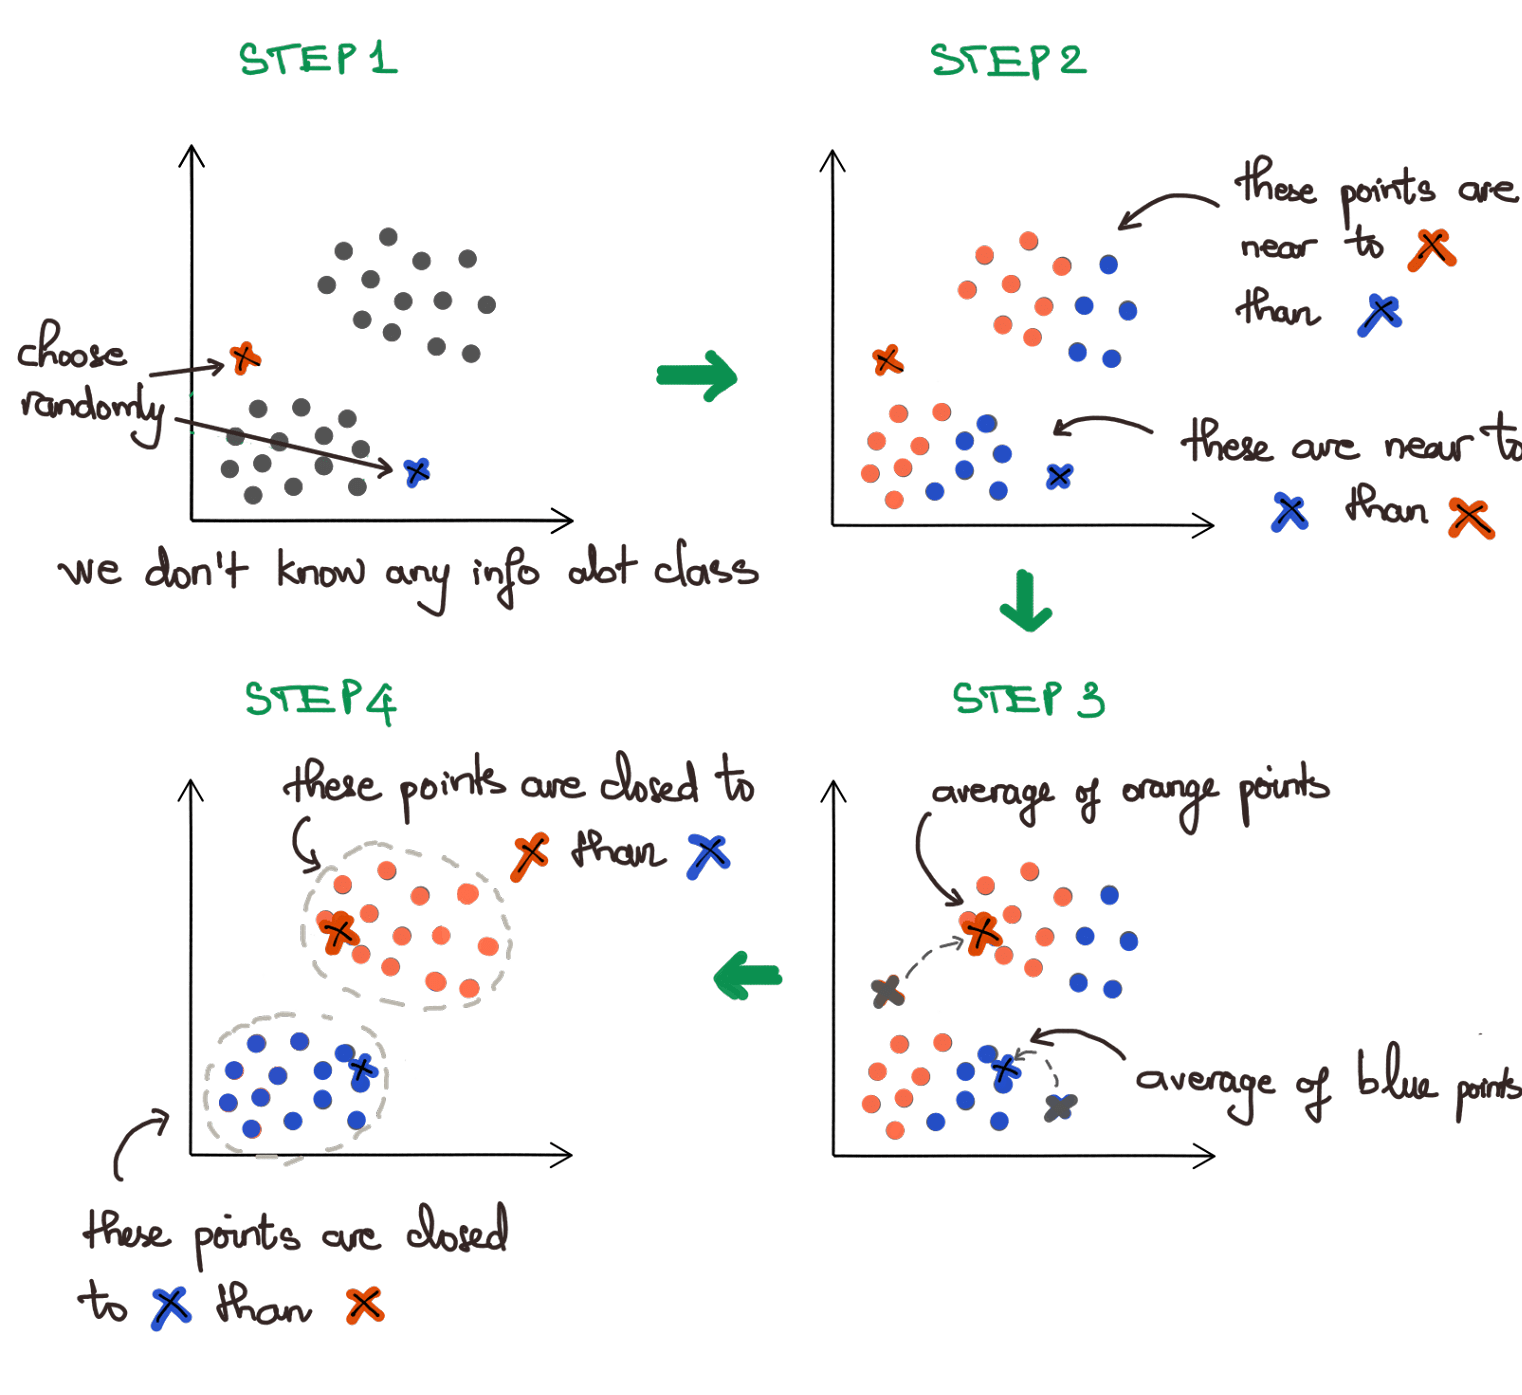 STEP 1
choose
randomly
we don't know any info abt class
STEP 2
these points are
near to
than
these are near to
than
STEP 3
average of orange points
average of blue points
STEP 4
these points are closed to
than
these points are closed
to than